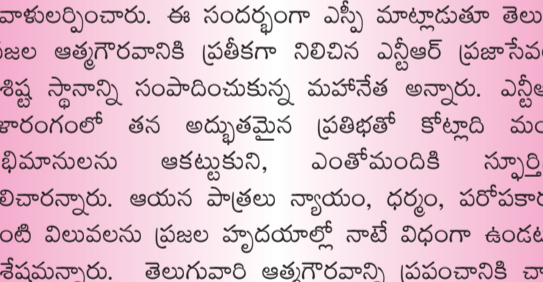 వాళులర్పించారు. ఈ సందర్భంగా ఎస్పీ మాట్లాడుతూ తెలు
ప్రజల ఆత్మగౌరవానికి ప్రతీకగా నిలిచిన ఎన్టీఆర్ ప్రజాసేవ
శిష్ట స్థానాన్ని సంపాదించుకున్న మహానేత అన్నారు. ఎన్టీఆ
ళారంగంలో తన అద్భుతమైన ప్రతిభతో కోట్లాది మం
భిమానులను ఆకట్టుకుని, ఎంతోమందికి స్ఫూర్తి
లిచారన్నారు. ఆయన పాత్రలు న్యాయం, ధర్మం, పరోపకార
ంటి విలువలను ప్రజల హృదయాల్లో నాటే విధంగా ఉండట
శేషమన్నారు. తెలుగువారి ఆత్మగౌరవాన్ని ప్రపంచానికి చా